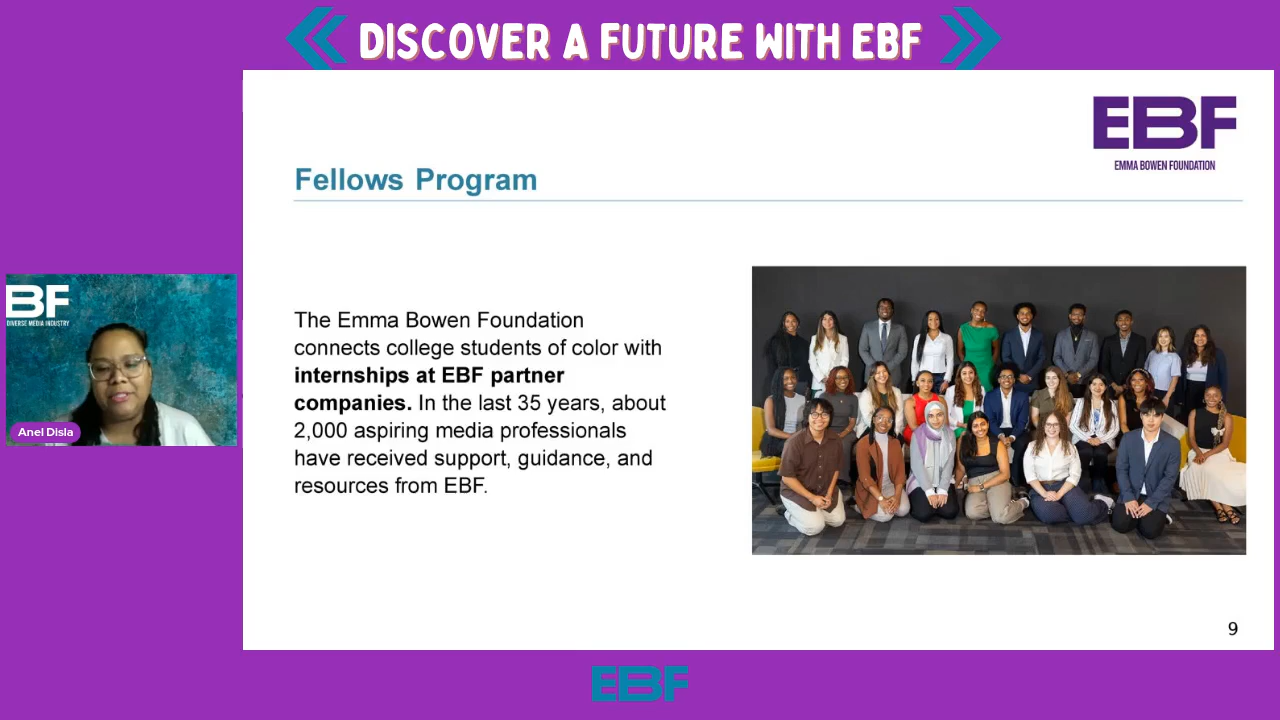 DISCOVER A FUTURE WITH EBF
EBF
EMMA BOWEN FOUNDATION
Fellows Program
BF
DIVERSE MEDIA INDUSTRY
Anel Disla
The Emma Bowen Foundation
connects college students of color with
internships at EBF partner
companies. In the last 35 years, about
2,000 aspiring media professionals
have received support, guidance, and
resources from EBF.
9
EBF